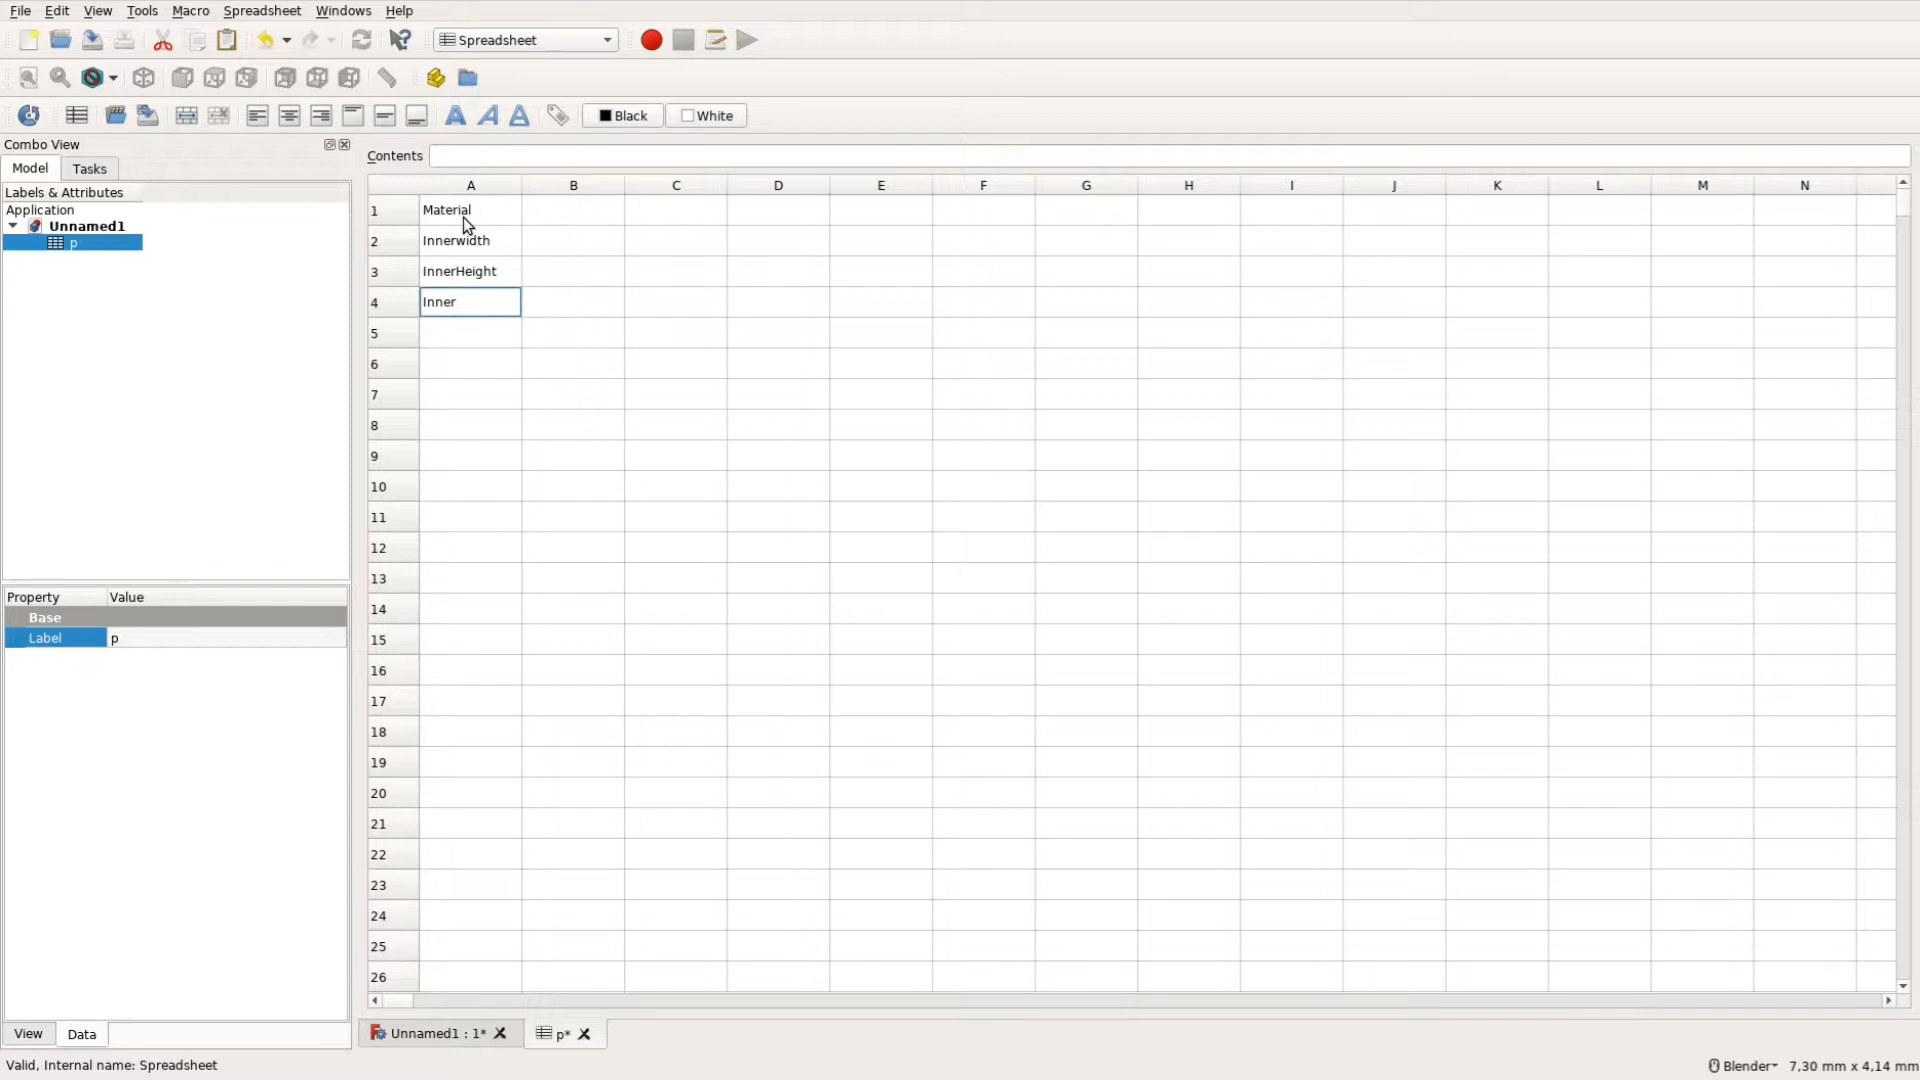 File Edit View Tools Macro Spreadsheet Windows Help
Spreadsheet
Black White
Combo View
Model Tasks
Labels & Attributes
Application
Unnamed1
p
Property Value
Base
Label p
View Data
Contents
A B C D E F G H I J K L M N
1 Material
2 Innerwidth
3 InnerHeight
4 Inner
5
6
7
8
9
10
11
12
13
14
15
16
17
18
19
20
21
22
23
24
25
26
Unnamed1 : 1* p*
Valid, Internal name: Spreadsheet Blender 7,30 mm x 4,14 mm